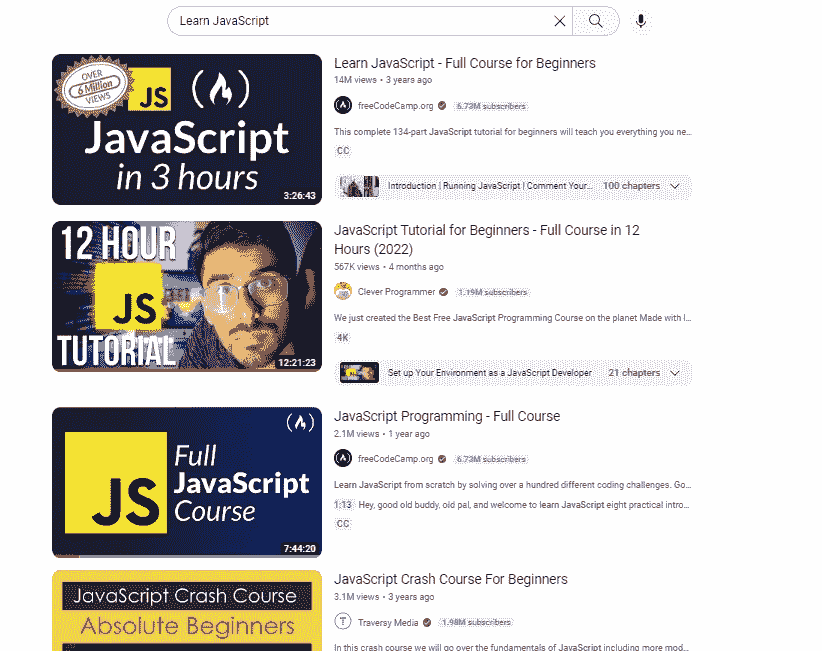 Learn JavaScript
OVER
6 Million
VIEWS
JS
JavaScript
in 3 hours
3:26:43
Learn JavaScript - Full Course for Beginners
14M views • 3 years ago
freeCodeCamp.org
6.73M subscribers
This complete 134-part JavaScript tutorial for beginners will teach you everything you ne...
CC
Introduction | Running JavaScript | Comment Your... 100 chapters
12 HOUR
JS
TUTORIAL
12:21:23
JavaScript Tutorial for Beginners - Full Course in 12
Hours (2022)
567K views • 4 months ago
Clever Programmer
1.19M subscribers
We just created the Best Free JavaScript Programming Course on the planet Made with l...
4K
Set up Your Environment as a JavaScript Developer 21 chapters
JS
Full
JavaScript
Course
7:44:20
JavaScript Programming - Full Course
2.1M views • 1 year ago
freeCodeCamp.org
6.73M subscribers
Learn JavaScript from scratch by solving over a hundred different coding challenges. Go...
1:13 Hey, good old buddy, old pal, and welcome to learn JavaScript eight practical intro...
CC
JavaScript Crash Course
Absolute Beginners
JavaScript Crash Course For Beginners
3.1M views • 3 years ago
T
Traversy Media
1.98M subscribers
In this crash course we will go over the fundamentals of JavaScript including more mod...